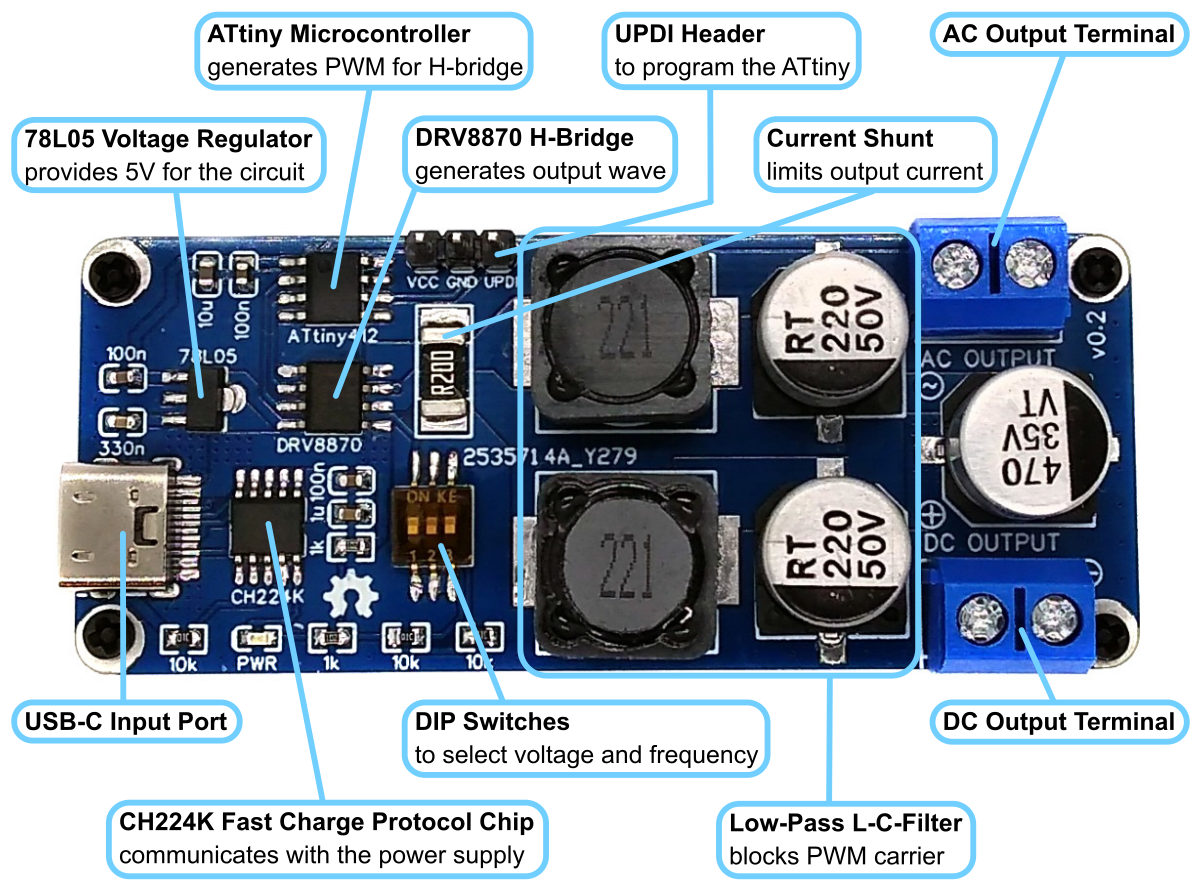 ATtiny Microcontroller
generates PWM for H-bridge
UPDI Header
to program the ATtiny
AC Output Terminal
78L05 Voltage Regulator
provides 5V for the circuit
DRV8870 H-Bridge
generates output wave
Current Shunt
limits output current
VCC GND UPDI
10u
100n
ATtiny412
100n
78L05
330n
DRV8870
R200
221
RT
220
50V
v0.2
AC OUTPUT
470
35V
VT
2535714A_Y279
100n
1u
1k
ON KE
1 2 3
CH224K
221
RT
220
50V
DC OUTPUT
10k
PWR
1k
10k
10k
USB-C Input Port
DIP Switches
to select voltage and frequency
DC Output Terminal
CH224K Fast Charge Protocol Chip
communicates with the power supply
Low-Pass L-C-Filter
blocks PWM carrier